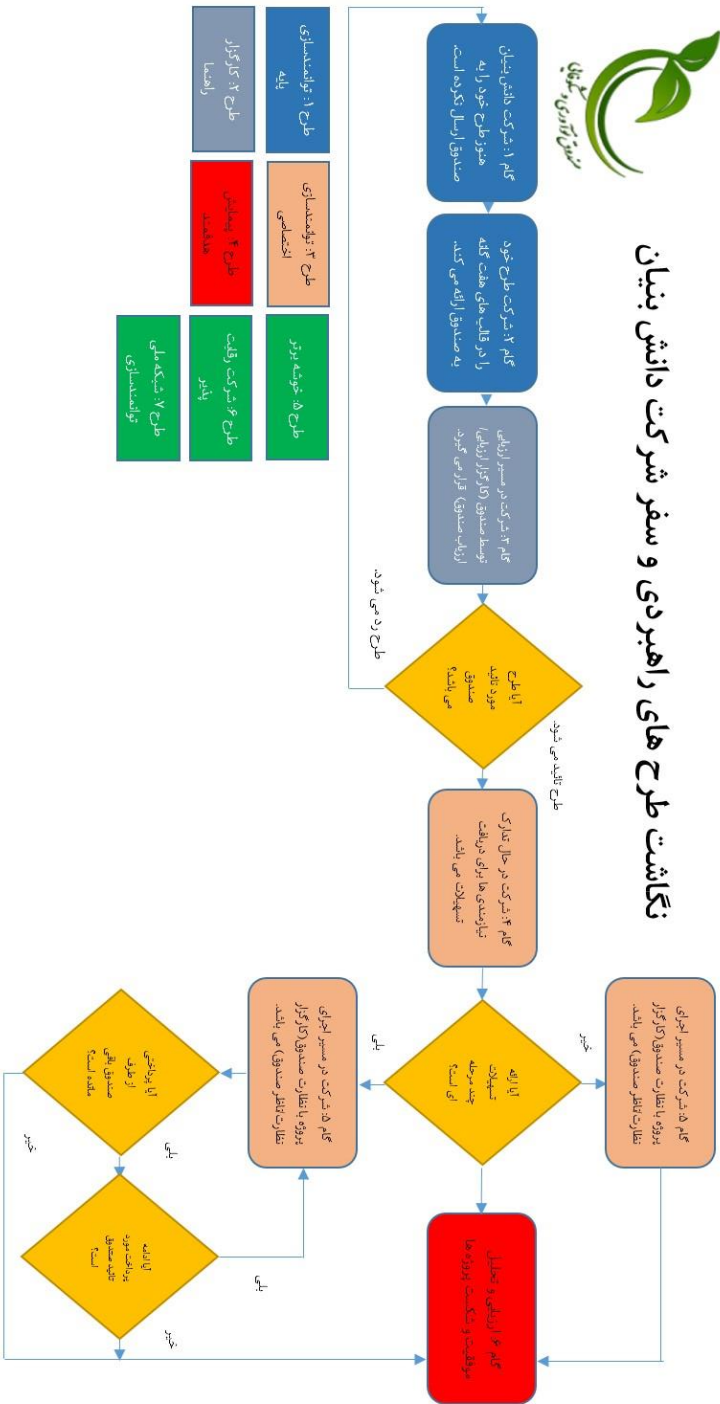 صندوق نوآوری و شکوفایی
نگاشت طرح های راهبردی و سفر شرکت دانش بنیان
گام ۱: شرکت دانش بنیان
هنوز طرح خود را به
صندوق ارسال نکرده است.
گام ۲: شرکت طرح خود
را در قالب های هفت گانه
به صندوق ارائه می کند.
گام ۳: شرکت در مسیر ارزیابی
توسط صندوق (کارگزار ارزیابی/
ارزیاب صندوق) قرار می گیرد.
آیا طرح
مورد تائید
صندوق
می باشد؟
طرح رد می شود.
طرح تائید می شود.
گام ۴: شرکت در حال تدارک
نیازمندی ها برای دریافت
تسهیلات می باشد.
آیا ارائه
تسهیلات
چند مرحله
ای است؟
خیر
بلی
گام ۵: شرکت در مسیر اجرای
پروژه با نظارت صندوق(کارگزار
نظارت/ناظر صندوق) می باشد.
گام ۵: شرکت در مسیر اجرای
پروژه با نظارت صندوق(کارگزار
نظارت/ناظر صندوق) می باشد.
آیا پرداختی
از طرف
صندوق باقی
مانده است؟
بلی
خیر
آیا ادامه
پرداخت مورد
تائید صندوق
است؟
بلی
خیر
گام ۶: ارزیابی و تحلیل
موفقیت و شکست پروژه ها
طرح ۱: توانمندسازی
پایه
طرح ۲: کارگزار
راهنما
طرح ۳: توانمندسازی
اختصاصی
طرح ۴: پیمایش
هدفمند
طرح ۵: خوشه برتر
طرح ۶: شرکت رقابت
پذیر
طرح ۷: شبکه ملی
توانمندسازی